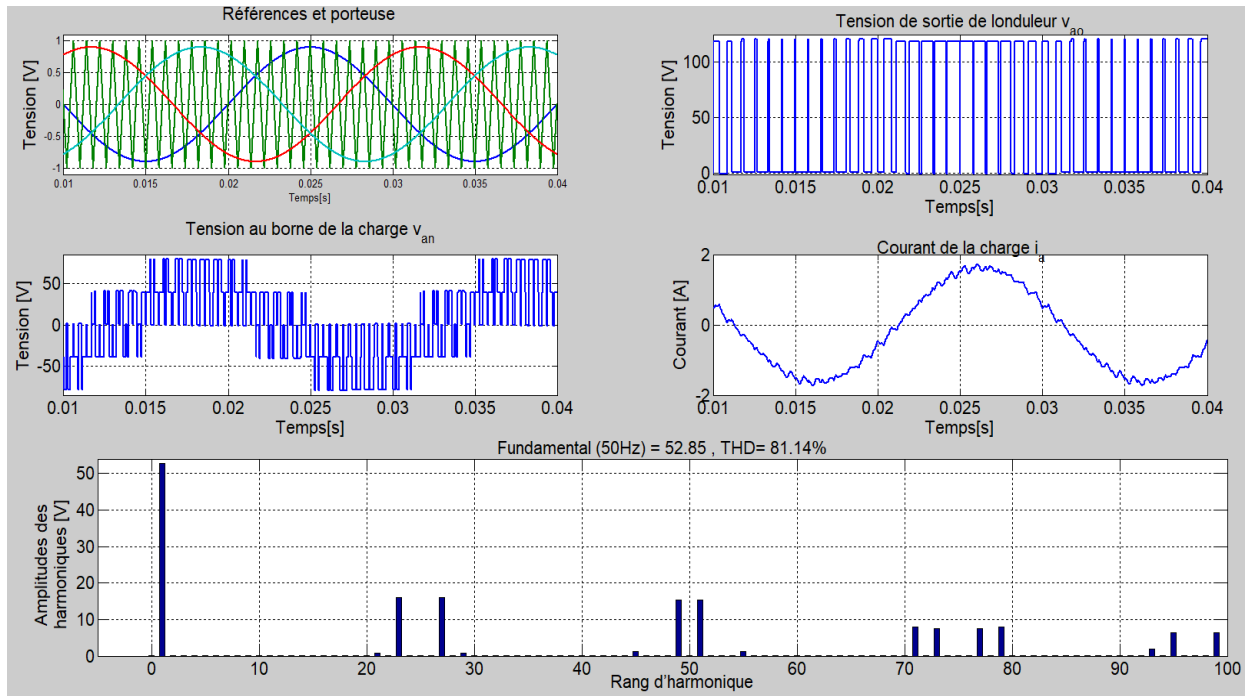 Références et porteuse
Tension [V]
1
0.5
0
-0.5
-1
0.01 0.015 0.02 0.025 0.03 0.035 0.04
Temps[s]
Tension de sortie de londuleur v_ao
Tension [V]
100
50
0
0.01 0.015 0.02 0.025 0.03 0.035 0.04
Temps[s]
Tension au borne de la charge v_an
Tension [V]
50
0
-50
0.01 0.015 0.02 0.025 0.03 0.035 0.04
Temps[s]
Courant de la charge i_a
Courant [A]
2
0
-2
0.01 0.015 0.02 0.025 0.03 0.035 0.04
Temps[s]
Fundamental (50Hz) = 52.85 , THD= 81.14%
Amplitudes des
harmoniques [V]
50
40
30
20
10
0
0 10 20 30 40 50 60 70 80 90 100
Rang d'harmonique